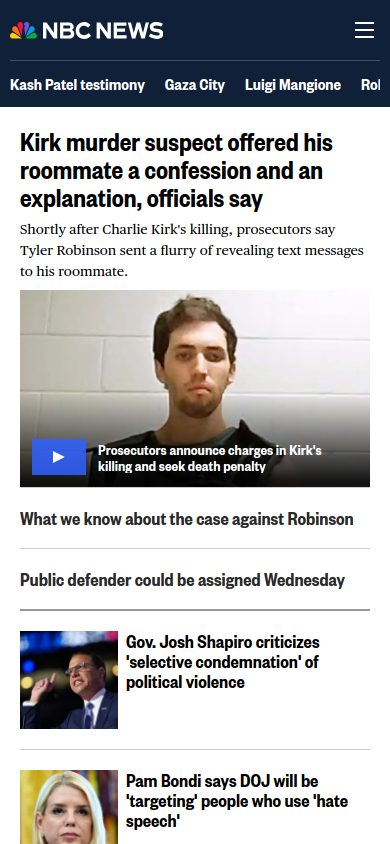 NBC NEWS
Kash Patel testimony Gaza City Luigi Mangione Rol
Kirk murder suspect offered his
roommate a confession and an
explanation, officials say
Shortly after Charlie Kirk's killing, prosecutors say
Tyler Robinson sent a flurry of revealing text messages
to his roommate.
Prosecutors announce charges in Kirk's
killing and seek death penalty
What we know about the case against Robinson
Public defender could be assigned Wednesday
Gov. Josh Shapiro criticizes
'selective condemnation' of
political violence
Pam Bondi says DOJ will be
'targeting' people who use 'hate
speech'